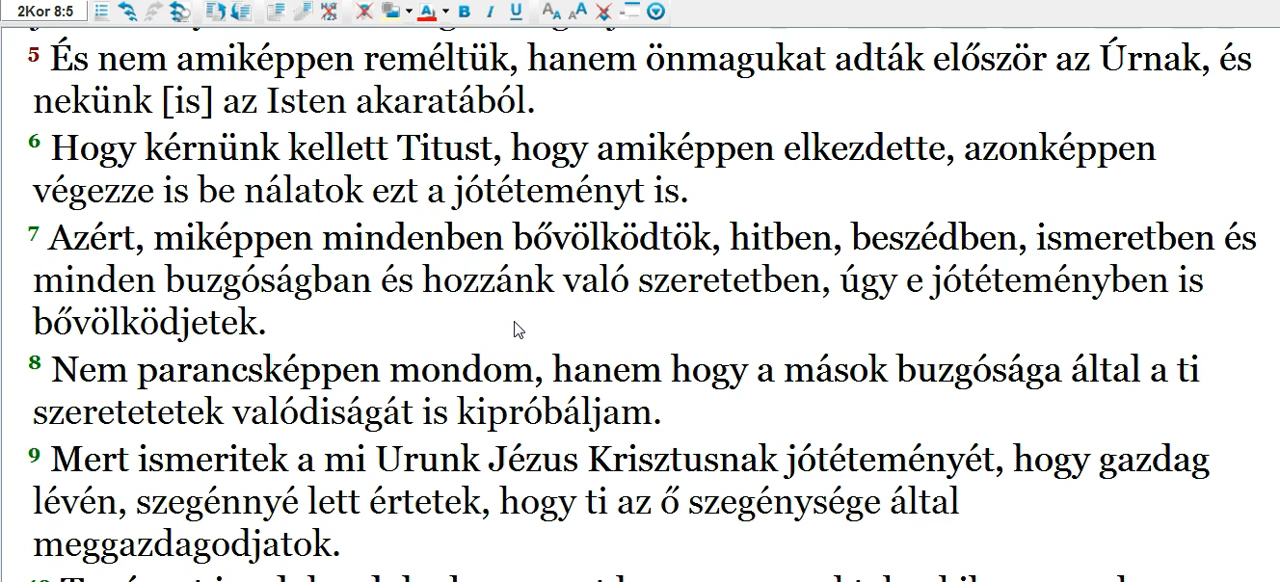 2Kor 8:5
5 És nem amiképpen reméltük, hanem önmagukat adták először az Úrnak, és
nekünk [is] az Isten akaratából.
6 Hogy kérnünk kellett Titust, hogy amiképpen elkezdette, azonképpen
végezze is be nálatok ezt a jótéteményt is.
7 Azért, miképpen mindenben bővölködtök, hitben, beszédben, ismeretben és
minden buzgóságban és hozzánk való szeretetben, úgy e jótéteményben is
bővölködjetek.
8 Nem parancsképpen mondom, hanem hogy a mások buzgósága által a ti
szeretetetek valódiságát is kipróbáljam.
9 Mert ismeritek a mi Urunk Jézus Krisztusnak jótéteményét, hogy gazdag
lévén, szegénnyé lett értetek, hogy ti az ő szegénysége által
meggazdagodjatok.